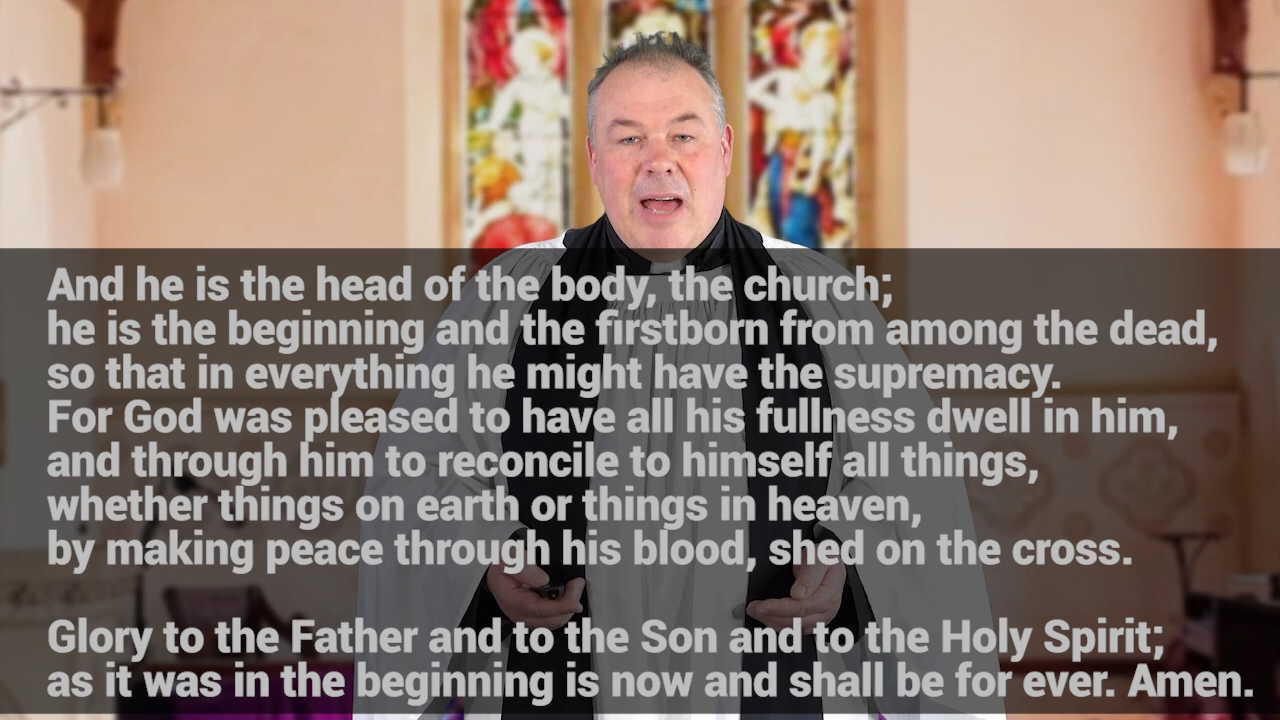 And he is the head of the body, the church;
he is the beginning and the firstborn from among the dead,
so that in everything he might have the supremacy.
For God was pleased to have all his fullness dwell in him,
and through him to reconcile to himself all things,
whether things on earth or things in heaven,
by making peace through his blood, shed on the cross.
Glory to the Father and to the Son and to the Holy Spirit;
as it was in the beginning is now and shall be for ever. Amen.